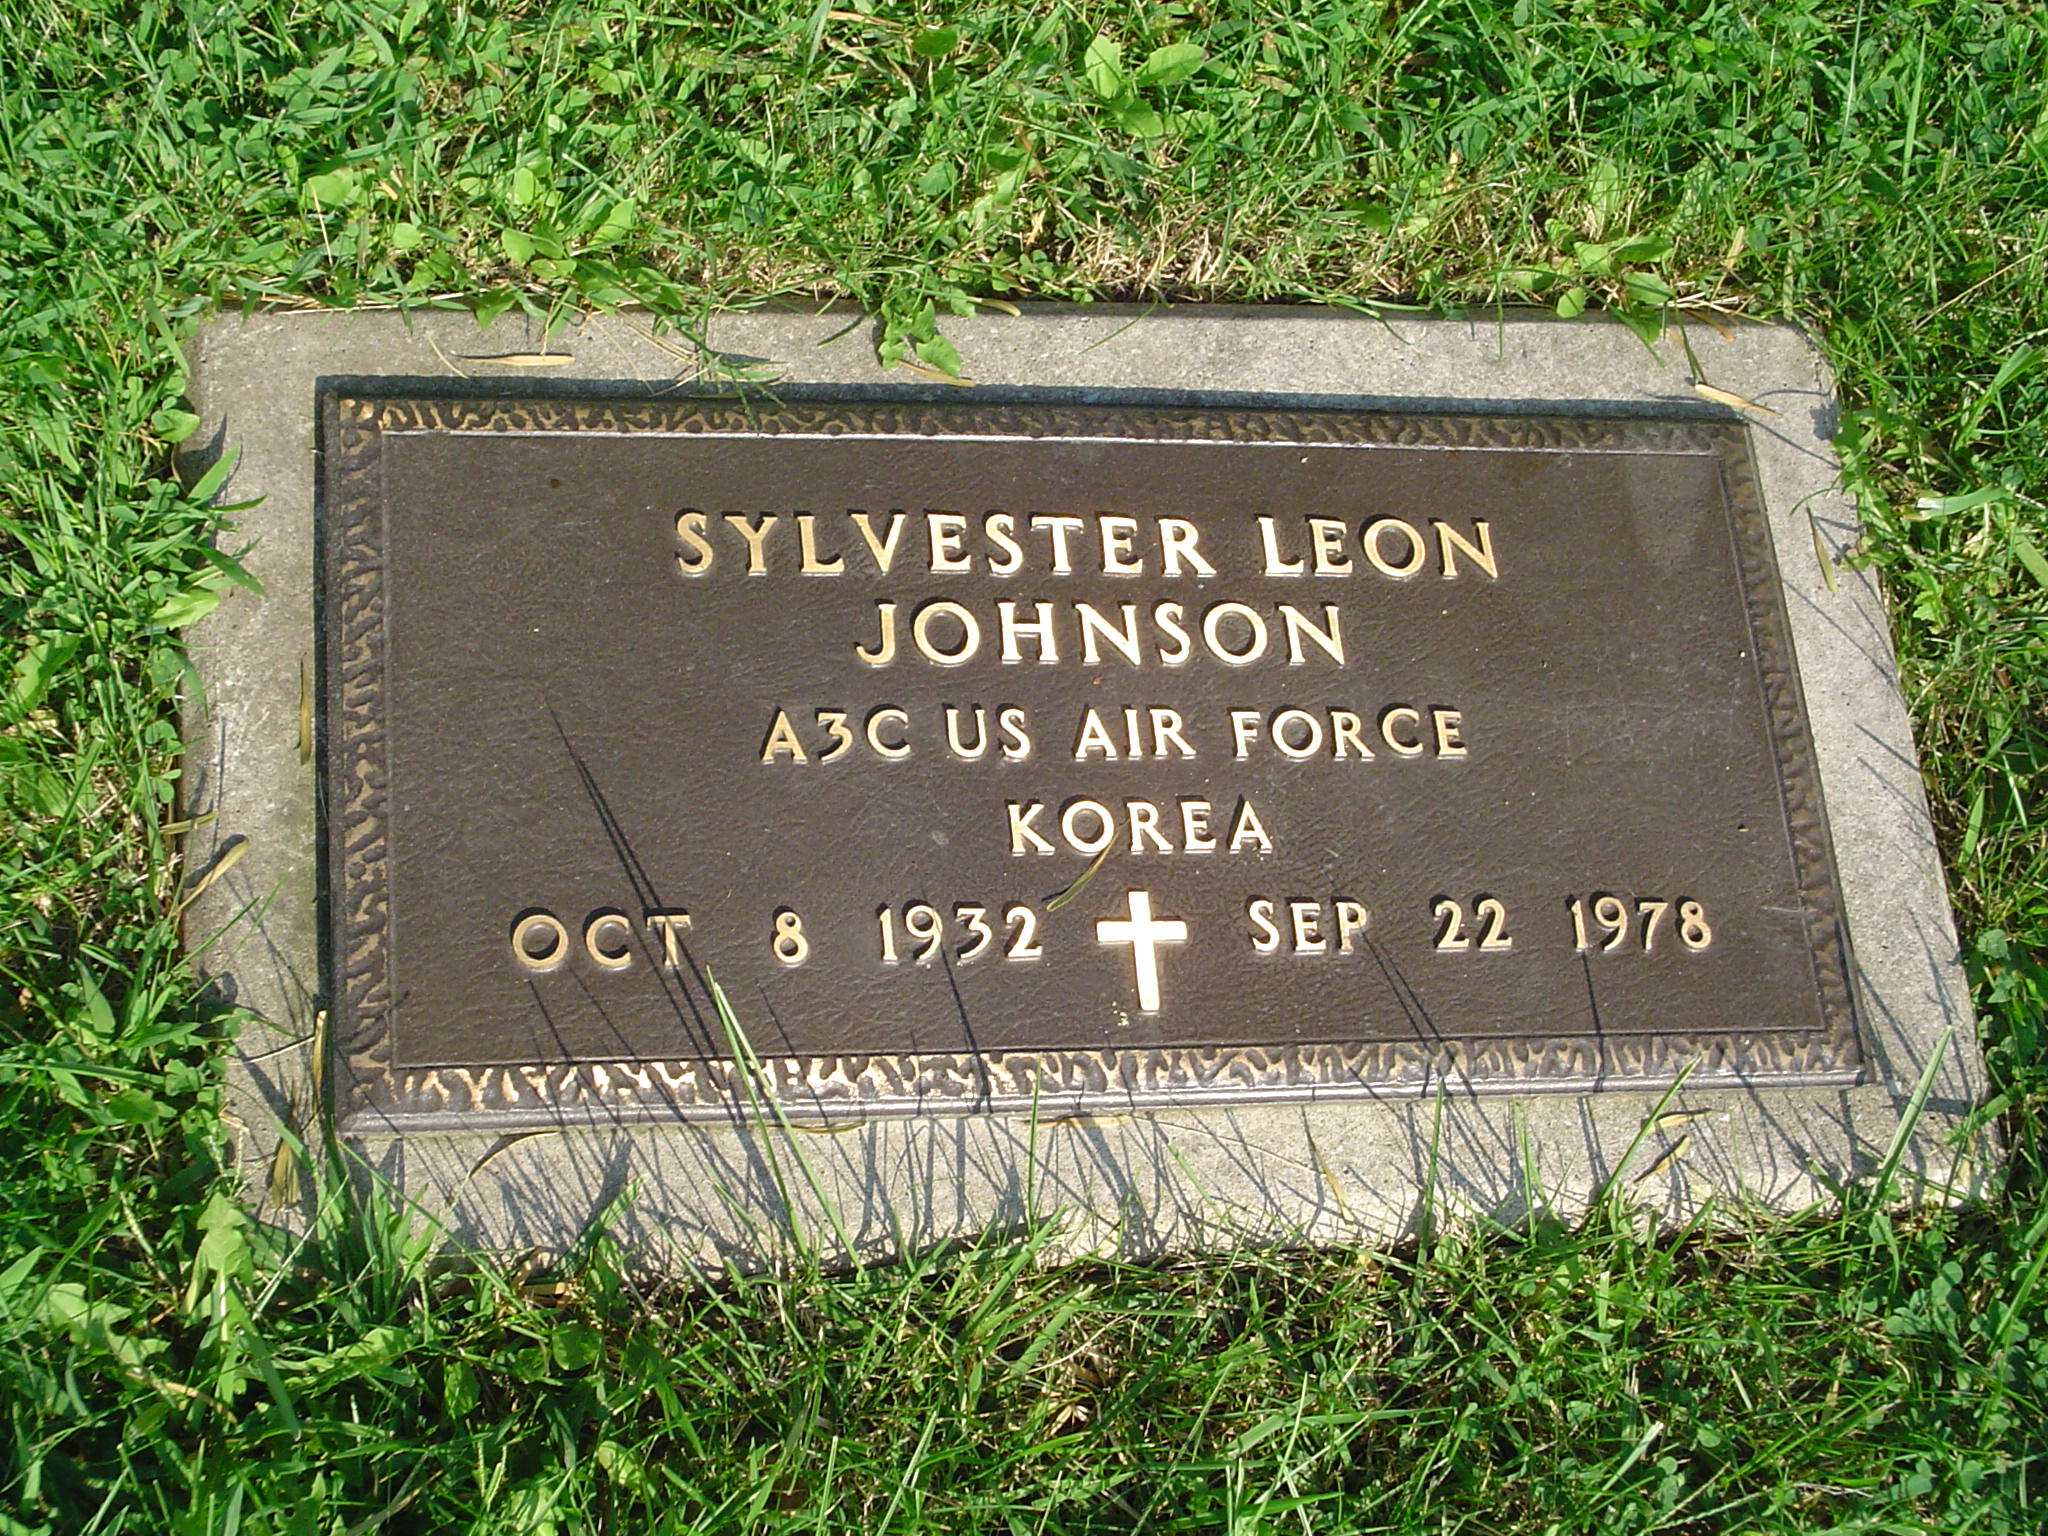 SYLVESTER LEON
JOHNSON
A3C US AIR FORCE
KOREA
OCT 8 1932 SEP 22 1978